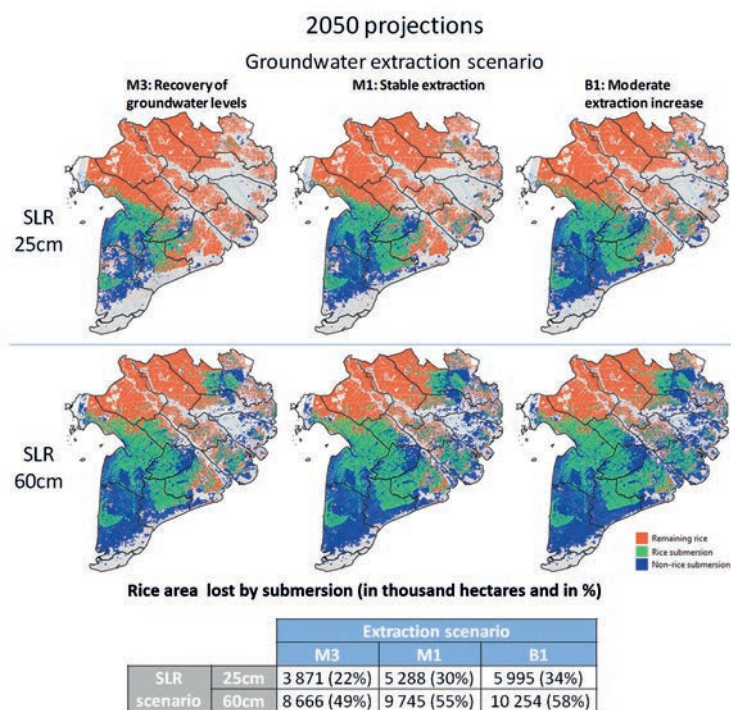 2050 projections
Groundwater extraction scenario
M3: Recovery of groundwater levels
M1: Stable extraction
B1: Moderate extraction increase
SLR
25cm
SLR
60cm
Remaining rice
Rice submersion
Non-rice submersion
Rice area lost by submersion (in thousand hectares and in %)
Extraction scenario
M3 M1 B1
SLR scenario
25cm 3 871 (22%) 5 288 (30%) 5 995 (34%)
60cm 8 666 (49%) 9 745 (55%) 10 254 (58%)